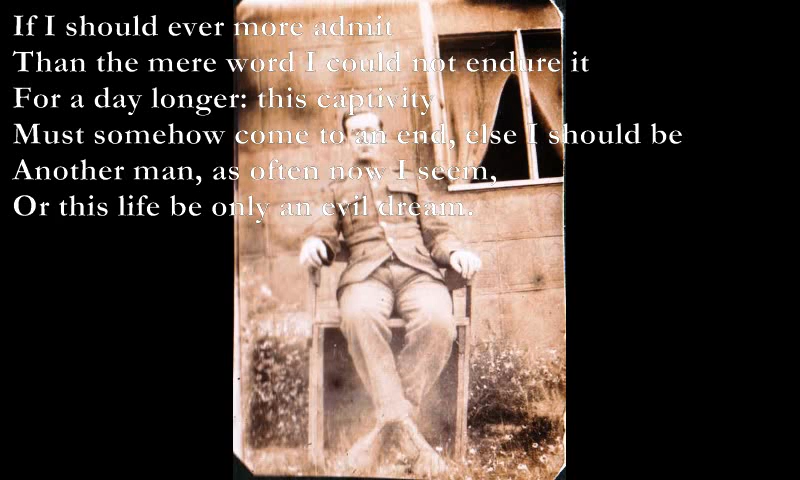 If I should ever more admit
Than the mere word I could not endure it
For a day longer: this captivity
Must somehow come to an end, else I should be
Another man, as often now I seem,
Or this life be only an evil dream.